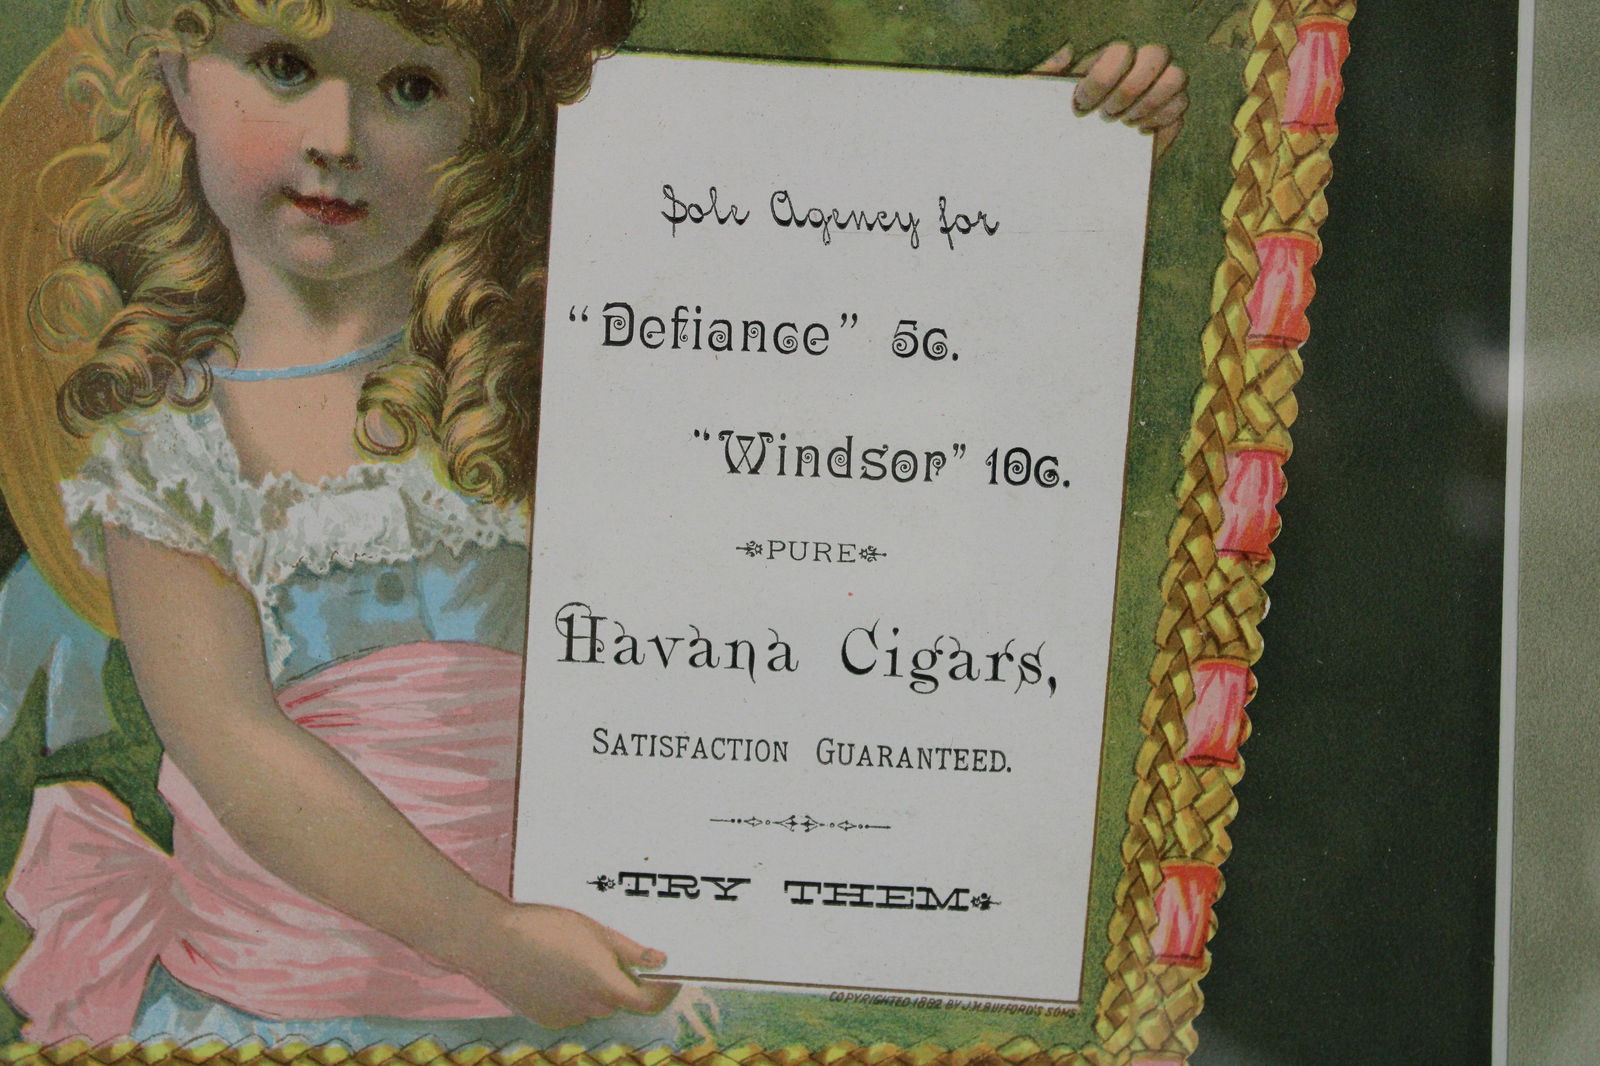 Sole Agency for
“Defiance” 5c.
“Windsor” 10c.
PURE
Havana Cigars,
SATISFACTION GUARANTEED.
TRY THEM
COPYRIGHTED 1882 BY J.H. BUFFORD'S SONS